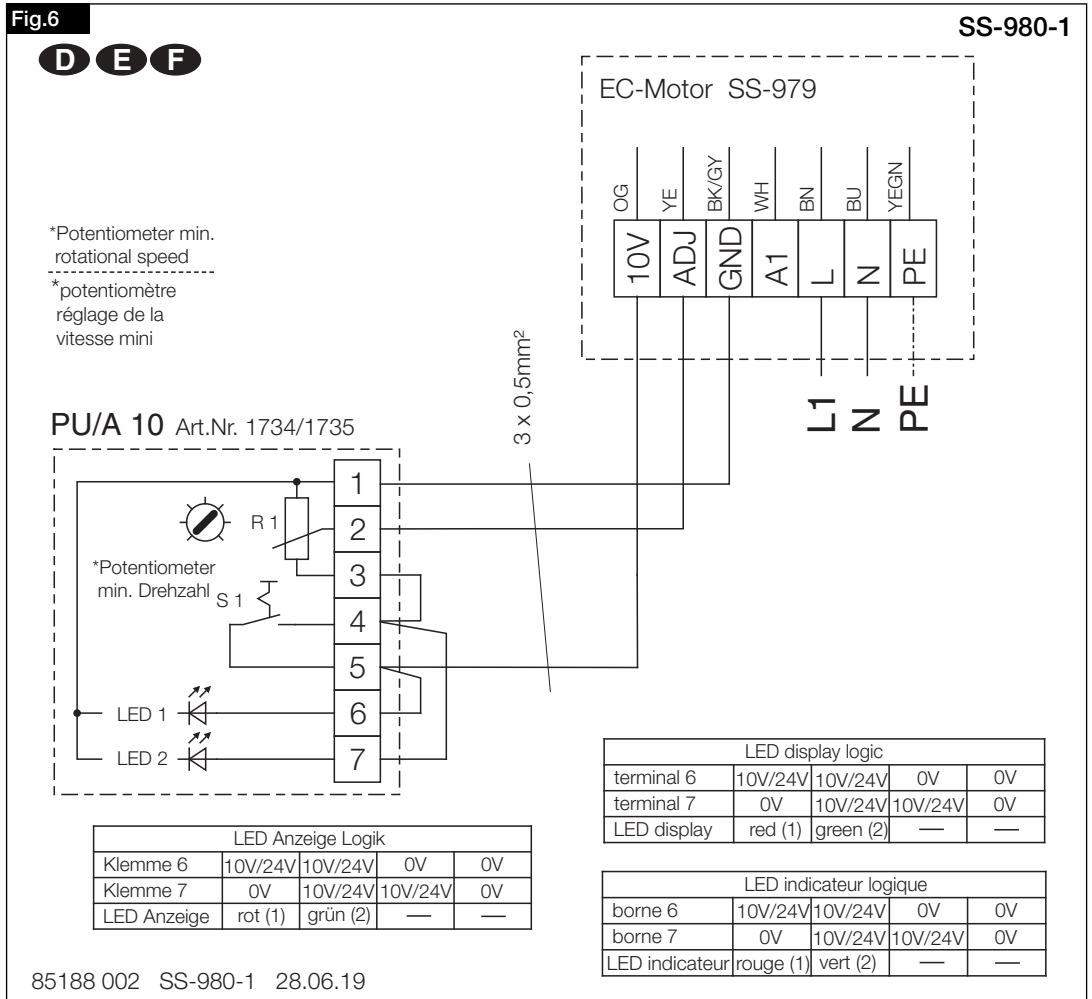 Fig.6
SS-980-1
D E F
EC-Motor SS-979
OG YE BK/GY WH BN BU YEGN
10V ADJ GND A1 L N PE
*Potentiometer min.
rotational speed
*potentiomètre
réglage de la
vitesse mini
3 x 0,5mm²
L1 N PE
PU/A 10 Art.Nr. 1734/1735
1
R 1
2
*Potentiometer
min. Drehzahl
3
S 1
4
5
LED 1
6
LED 2
7
LED display logic
terminal 6 10V/24V 10V/24V 0V 0V
terminal 7 0V 10V/24V 10V/24V 0V
LED display red (1) green (2) — —
LED Anzeige Logik
Klemme 6 10V/24V 10V/24V 0V 0V
Klemme 7 0V 10V/24V 10V/24V 0V
LED Anzeige rot (1) grün (2) — —
LED indicateur logique
borne 6 10V/24V 10V/24V 0V 0V
borne 7 0V 10V/24V 10V/24V 0V
LED indicateur rouge (1) vert (2) — —
85188 002 SS-980-1 28.06.19